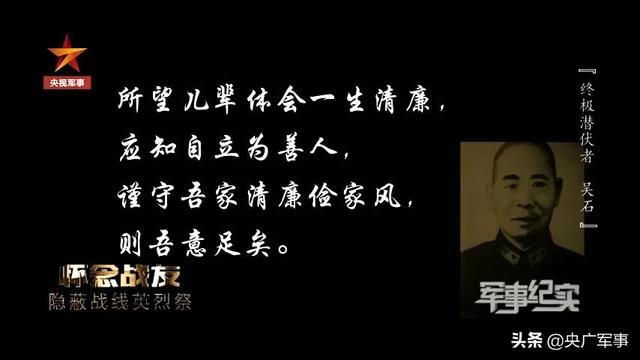 央视军事
所望儿辈体会一生清廉，
应知自立为善人，
谨守吾家清廉俭家风，
则吾意足矣。
『终极潜伏者 吴石』
怀念战友
隐蔽战线英烈祭
军事纪实
头条 @央广军事